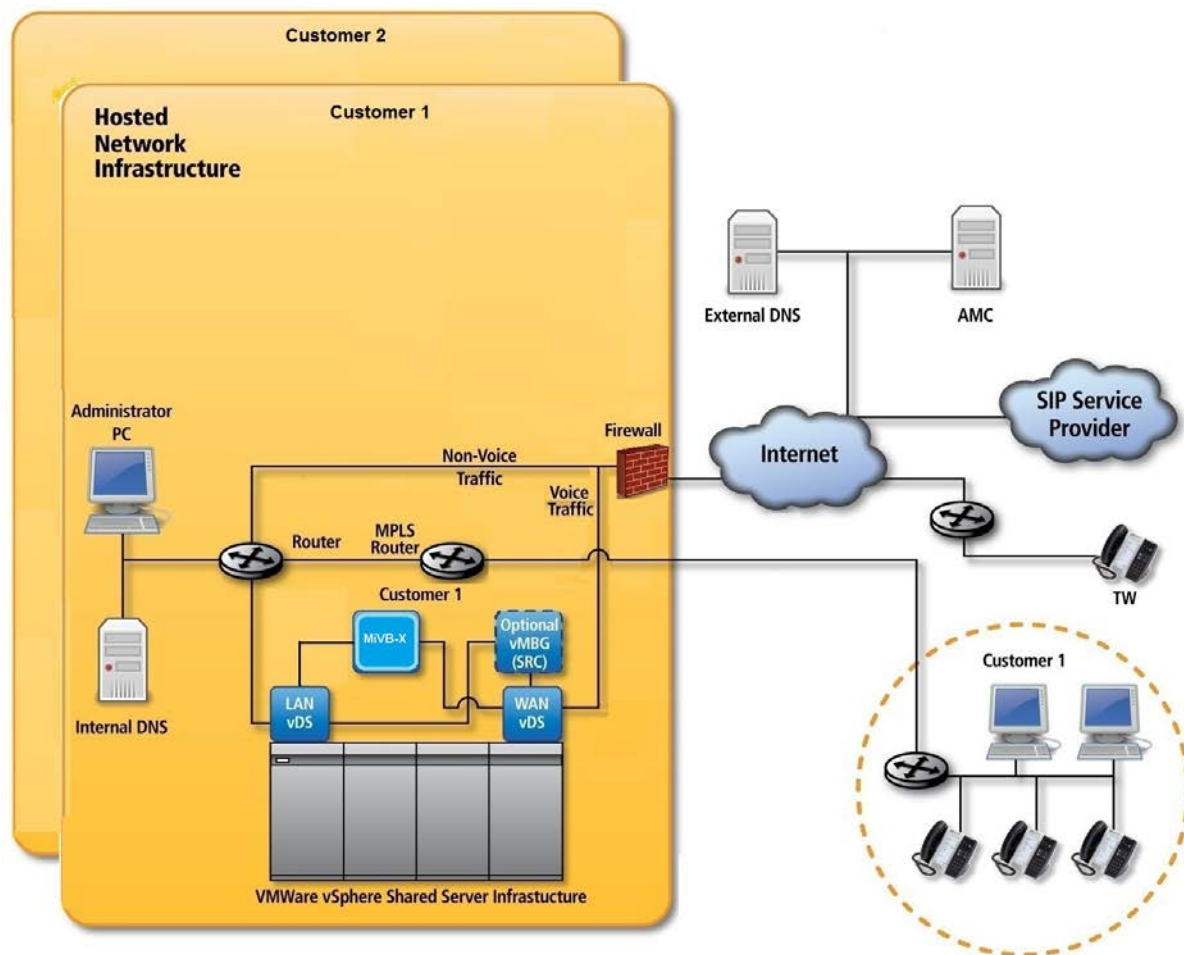 Customer 2
Customer 1
Hosted
Network
Infrastructure
External DNS
AMC
SIP Service
Provider
Administrator
PC
Firewall
Internet
Non-Voice
Traffic
Voice
Traffic
Router
MPLS
Router
TW
Customer 1
MiVB-X
Optional
vMBG
(SRC)
Customer 1
LAN
vDS
WAN
vDS
Internal DNS
VMWare vSphere Shared Server Infrastucture